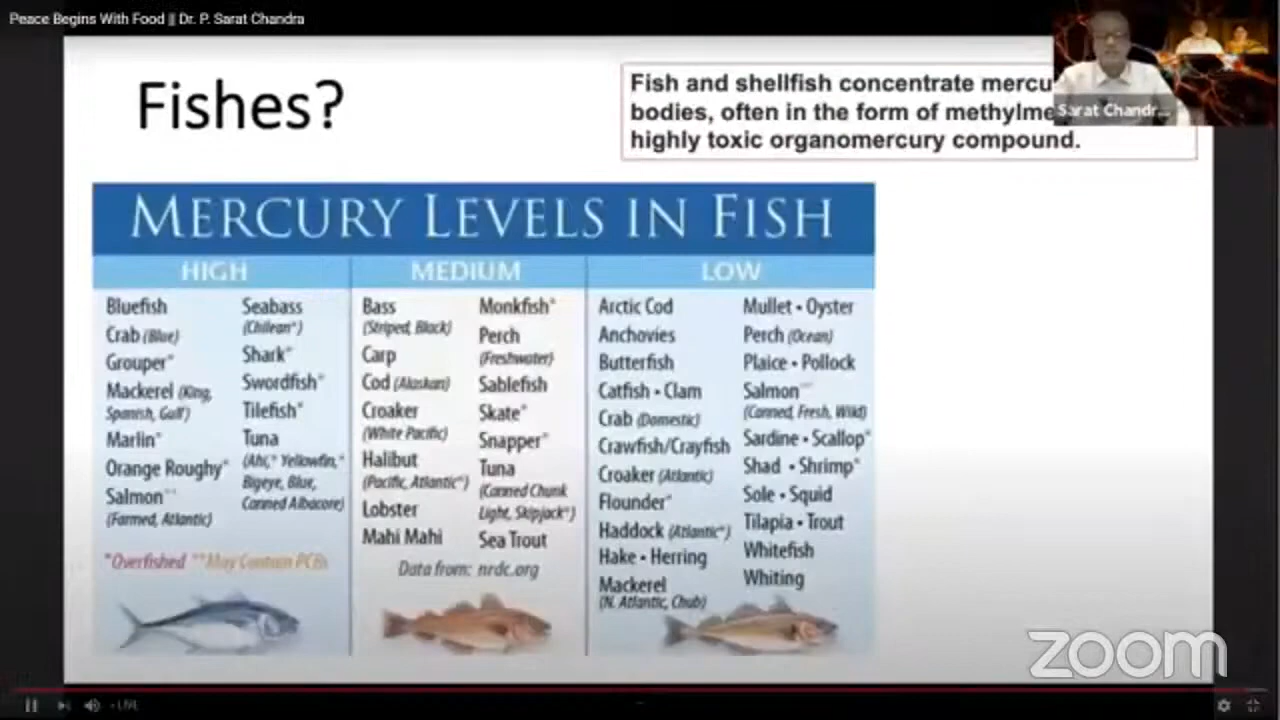 Peace Begins With Food || Dr. P. Sarat Chandra
Fishes?
Fish and shellfish concentrate
bodies, often in the form of
highly toxic organomercury compound.
Sarat Chandr...
MERCURY LEVELS IN FISH
HIGH
Bluefish
Crab (Blue)
Grouper*
Mackerel (King,
Spanish, Gulf)
Marlin*
Orange Roughy*
Salmon**
(Farmed, Atlantic)
Seabass
(Chilean*)
Shark*
Swordfish*
Tilefish*
Tuna
(Ahi,* Yellowfin,*
Bigeye, Blue,
Canned Albacore)
*Overfished **May Contain PCBs
MEDIUM
Bass
(Striped, Black)
Carp
Cod (Alaskan)
Croaker
(White Pacific)
Halibut
(Pacific, Atlantic*)
Lobster
Mahi Mahi
Monkfish*
Perch
(Freshwater)
Sablefish
Skate*
Snapper*
Tuna
(Canned Chunk
Light, Skipjack*)
Sea Trout
Data from: nrdc.org
LOW
Arctic Cod
Anchovies
Butterfish
Catfish • Clam
Crab (Domestic)
Crawfish/Crayfish
Croaker (Atlantic)
Flounder*
Haddock (Atlantic*)
Hake • Herring
Mackerel
(N. Atlantic, Chub)
Mullet • Oyster
Perch (Ocean)
Plaice • Pollock
Salmon**
(Canned, Fresh, Wild)
Sardine • Scallop*
Shad • Shrimp*
Sole • Squid
Tilapia • Trout
Whitefish
Whiting
zoom
LIVE